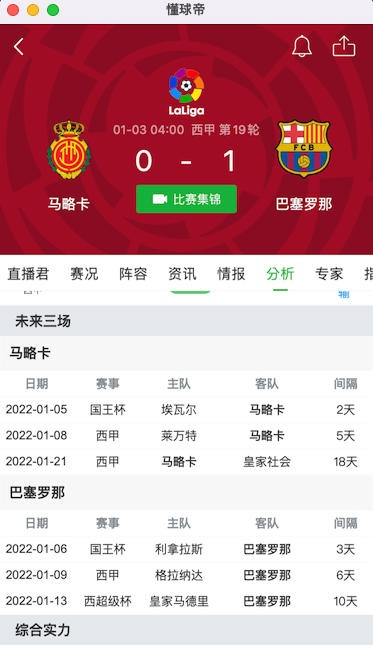 懂球帝
LaLiga
01-03 04:00 西甲 第19轮
0 - 1
FCB
马略卡 比赛集锦 巴塞罗那
直播君 赛况 阵容 资讯 情报 分析 专家
未来三场
马略卡
日期 赛事 主队 客队 间隔
2022-01-05 国王杯 埃瓦尔 马略卡 2天
2022-01-08 西甲 莱万特 马略卡 5天
2022-01-21 西甲 马略卡 皇家社会 18天
巴塞罗那
日期 赛事 主队 客队 间隔
2022-01-06 国王杯 利拿拉斯 巴塞罗那 3天
2022-01-09 西甲 格拉纳达 巴塞罗那 6天
2022-01-13 西超级杯 皇家马德里 巴塞罗那 10天
综合实力